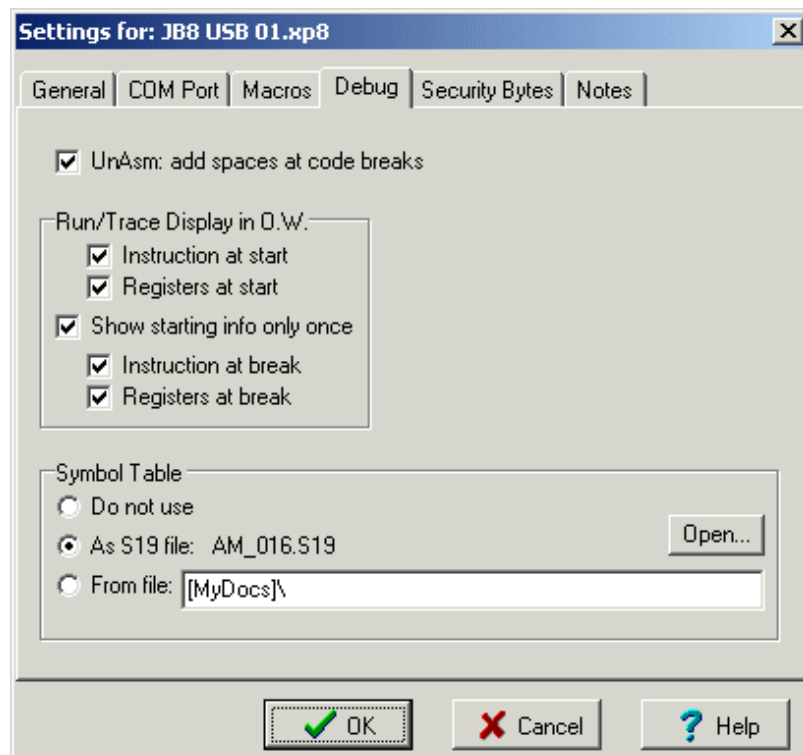 Settings for: JB8 USB 01.xp8
General COM Port Macros Debug Security Bytes Notes
UnAsm: add spaces at code breaks
Run/Trace Display in O.W.
Instruction at start
Registers at start
Show starting info only once
Instruction at break
Registers at break
Symbol Table
Do not use
As S19 file: AM_016.S19
Open...
From file: [MyDocs]\
OK Cancel ? Help